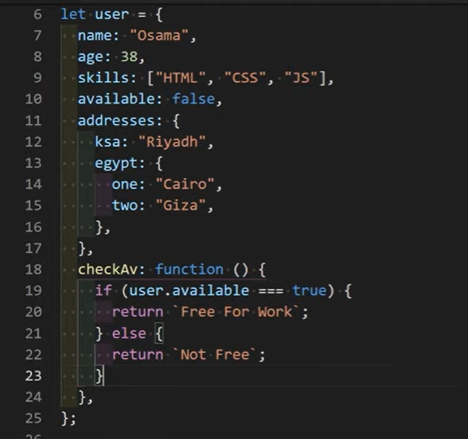 6 let user = {
7   name: "Osama",
8   age: 38,
9   skills: ["HTML", "CSS", "JS"],
10   available: false,
11   addresses: {
12     ksa: "Riyadh",
13     egypt: {
14       one: "Cairo",
15       two: "Giza",
16     },
17   },
18   checkAv: function () {
19     if (user.available === true) {
20       return `Free For Work`;
21     } else {
22       return `Not Free`;
23     }
24   },
25 };
26